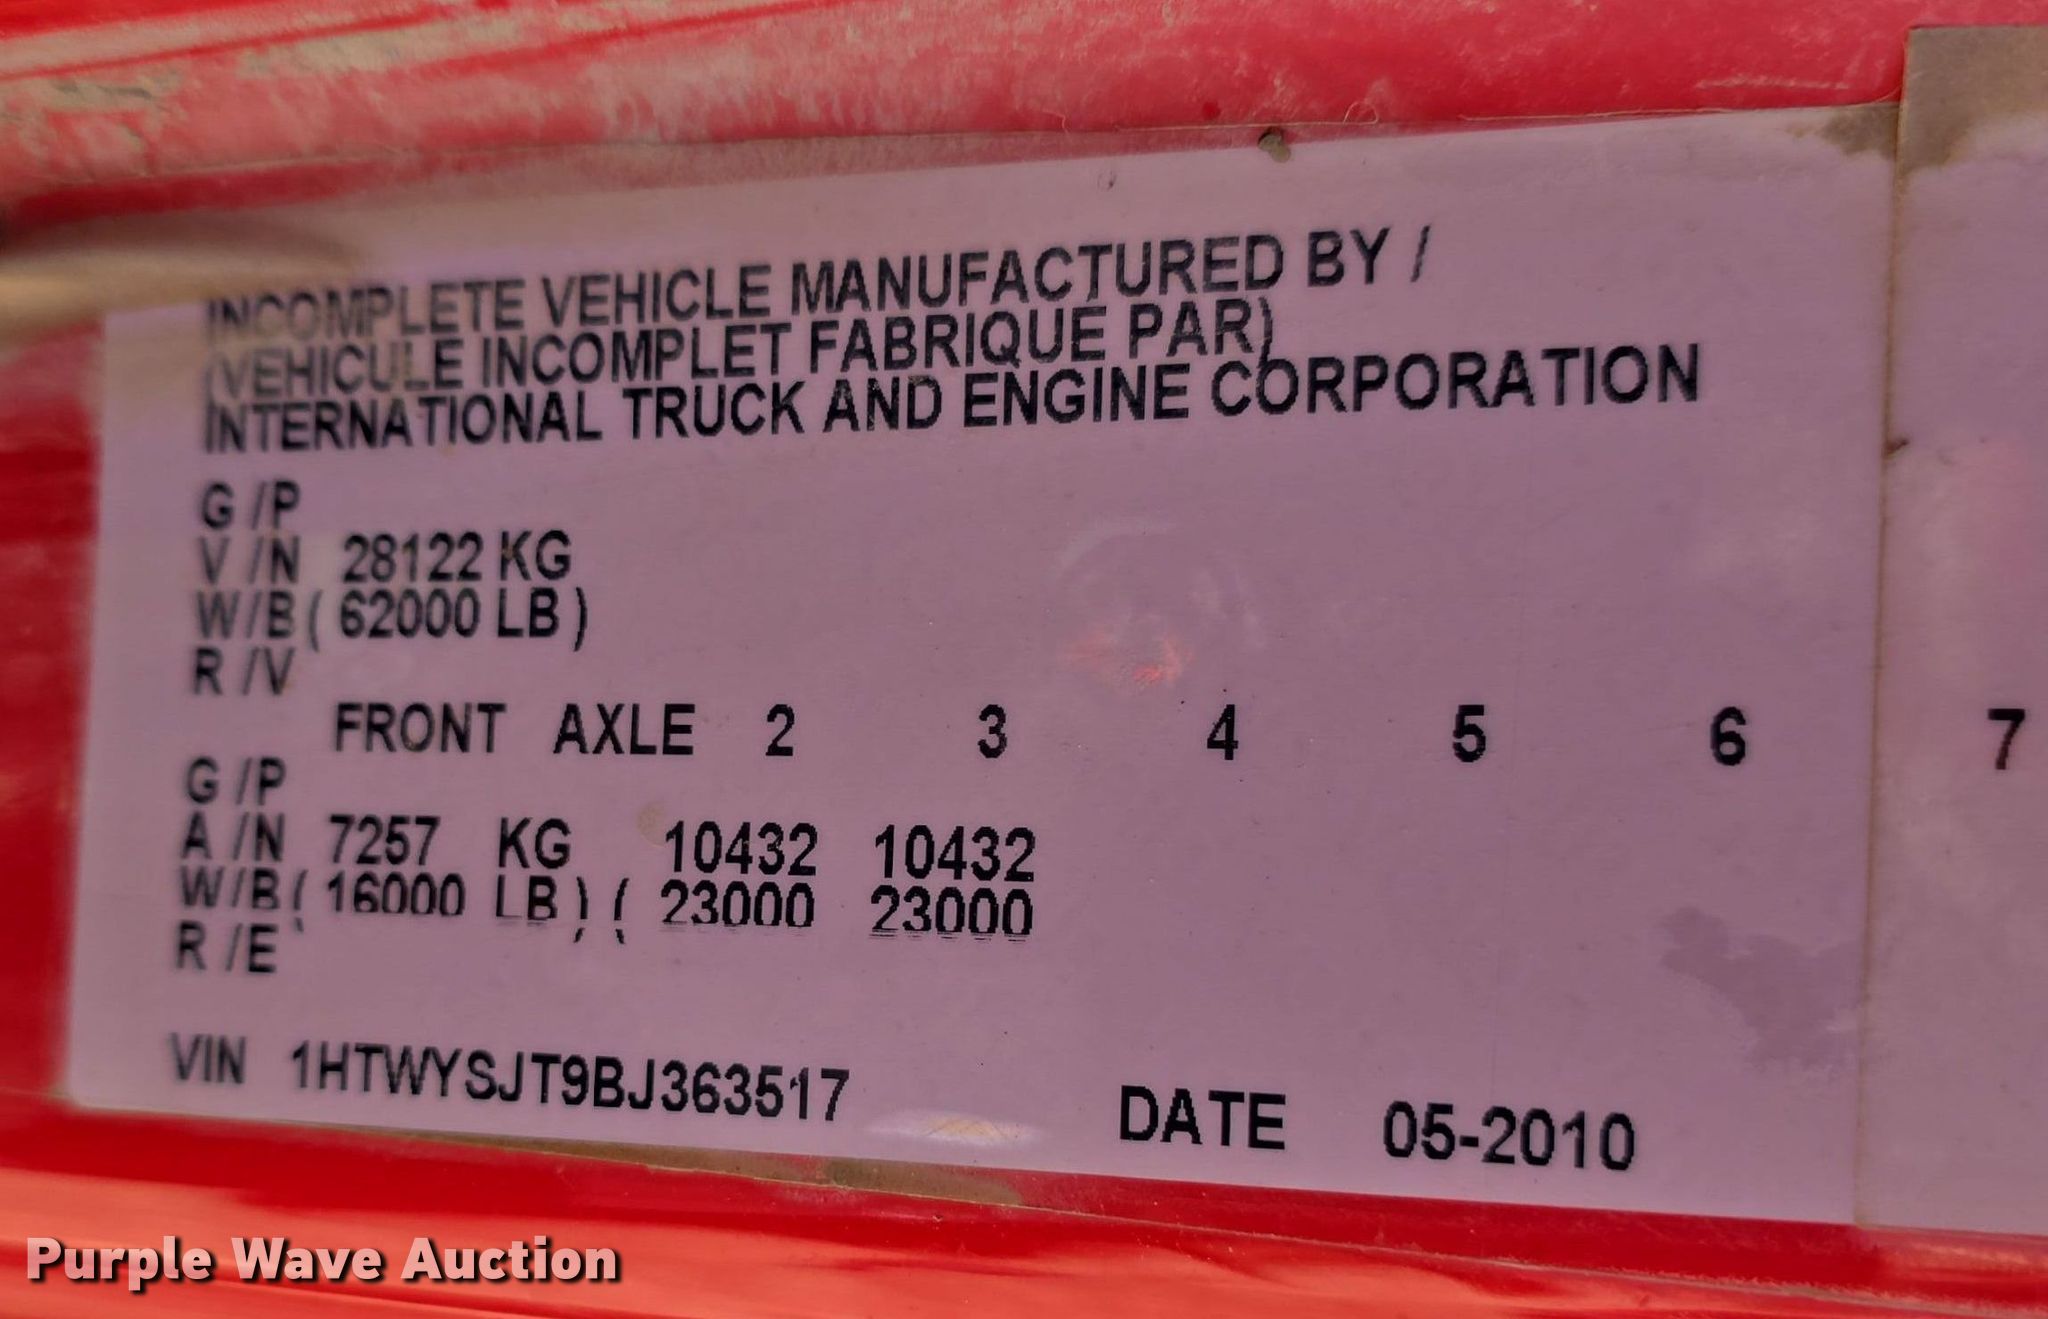 INCOMPLETE VEHICLE MANUFACTURED BY /
(VEHICULE INCOMPLET FABRIQUE PAR)
INTERNATIONAL TRUCK AND ENGINE CORPORATION
G /P
V /N 28122 KG
W/B ( 62000 LB )
R /V
FRONT AXLE 2 3 4 5 6 7
G /P
A /N 7257 KG 10432 10432
W/B ( 16000 LB ) ( 23000 23000
R /E
VIN 1HTWYSJT9BJ363517 DATE 05-2010
Purple Wave Auction